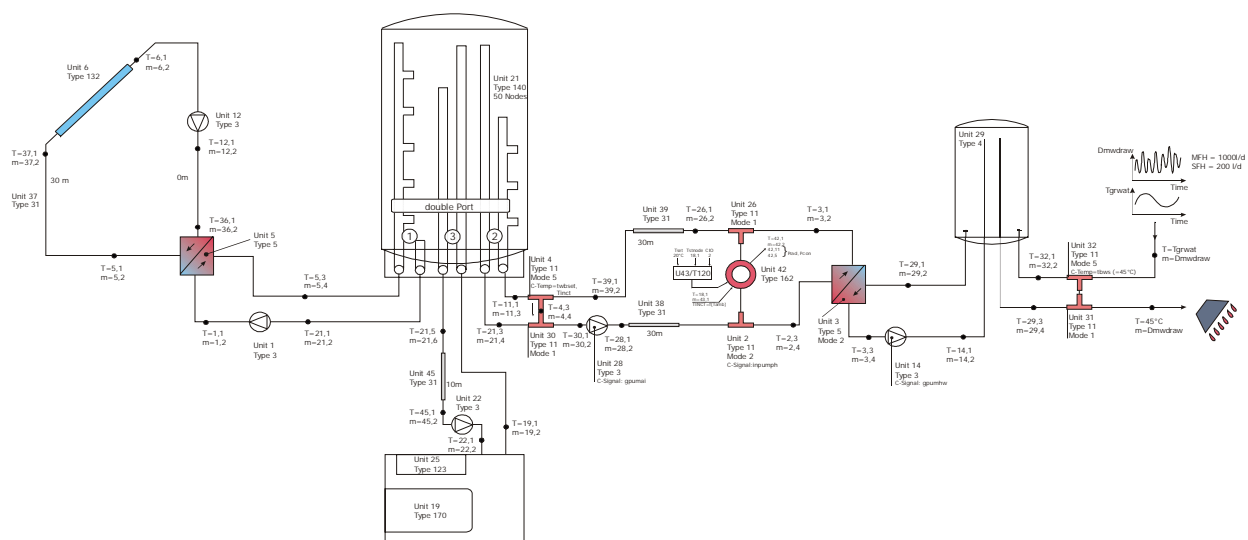 Unit 6
Type 132
T=6,1
m=6,2
Unit 12
Type 3
T=12,1
m=12,2
T=37,1
m=37,2
30 m
0m
Unit 37
Type 31
T=36,1
m=36,2
Unit 5
Type 5
T=5,1
m=5,2
T=5,3
m=5,4
T=1,1
m=1,2
Unit 1
Type 3
T=21,1
m=21,2
Unit 21
Type 140
50 Nodes
double Port
1
3
2
T=21,5
m=21,6
Unit 45
Type 31
10m
T=45,1
m=45,2
Unit 22
Type 3
T=22,1
m=22,2
T=19,1
m=19,2
Unit 25
Type 123
Unit 19
Type 170
Unit 4
Type 11
Mode 5
C-Temp=twbsat,
Tinct
T=11,1
m=11,3
T=4,3
m=4,4
T=21,3
m=21,4
Unit 30
Type 11
Mode 1
T=39,1
m=39,2
T=30,1
m=30,2
T=28,1
m=28,2
Unit 28
Type 3
C-Signal: gpumai
Unit 39
Type 31
30m
T=26,1
m=26,2
Unit 26
Type 11
Mode 1
T=3,1
m=3,2
U43/T120
Unit 42
Type 162
Unit 38
Type 31
30m
Unit 2
Type 11
Mode 2
C-Signal: inpumph
T=2,3
m=2,4
Unit 3
Type 5
Mode 2
T=3,3
m=3,4
Unit 14
Type 3
C-Signal: gpumhw
T=14,1
m=14,2
T=29,1
m=29,2
Unit 29
Type 4
T=29,3
m=29,4
T=32,1
m=32,2
Unit 32
Type 11
Mode 5
C-Temp=tbws (=45°C)
Unit 31
Type 11
Mode 1
Dmwdraw
Time
MFH = 1000l/d
SFH = 200 l/d
Tgrwat
Time
T=Tgrwat
m=Dmwdraw
T=45°C
m=Dmwdraw